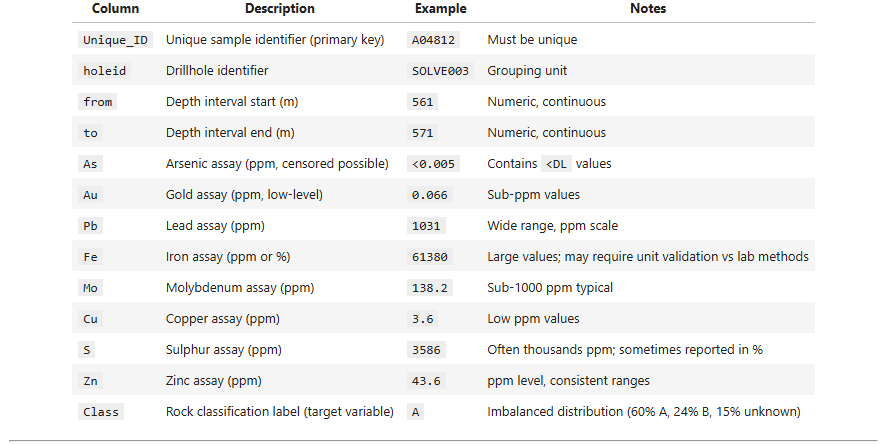 Column Description Example Notes
Unique_ID Unique sample identifier (primary key) A04812 Must be unique
holeid Drillhole identifier SOLVE003 Grouping unit
from Depth interval start (m) 561 Numeric, continuous
to Depth interval end (m) 571 Numeric, continuous
As Arsenic assay (ppm, censored possible) <0.005 Contains <DL values
Au Gold assay (ppm, low-level) 0.066 Sub-ppm values
Pb Lead assay (ppm) 1031 Wide range, ppm scale
Fe Iron assay (ppm or %) 61380 Large values; may require unit validation vs lab methods
Mo Molybdenum assay (ppm) 138.2 Sub-1000 ppm typical
Cu Copper assay (ppm) 3.6 Low ppm values
S Sulphur assay (ppm) 3586 Often thousands ppm; sometimes reported in %
Zn Zinc assay (ppm) 43.6 ppm level, consistent ranges
Class Rock classification label (target variable) A Imbalanced distribution (60% A, 24% B, 15% unknown)